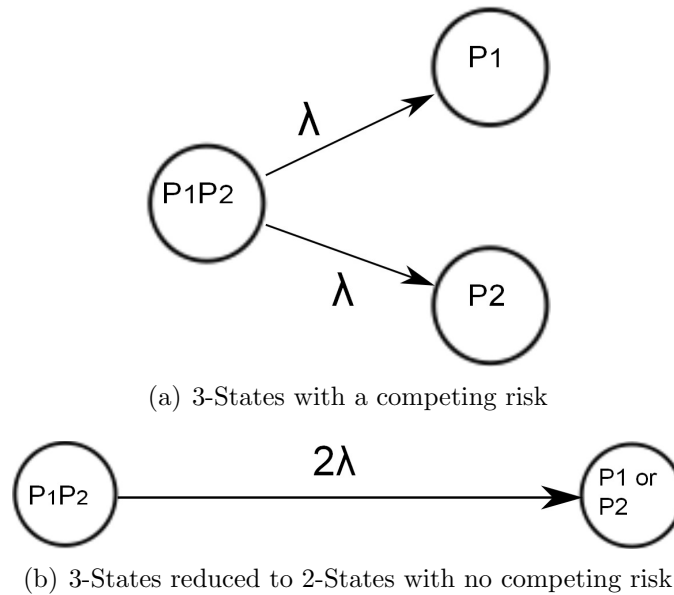 P1
λ
P1P2
λ
P2
(a) 3-States with a competing risk
2λ
P1P2
P1 or
P2
(b) 3-States reduced to 2-States with no competing risk